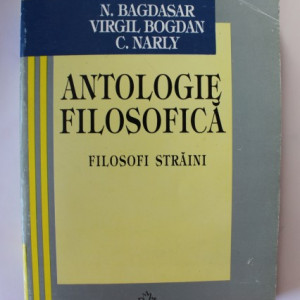 N. BAGDASAR
VIRGIL BOGDAN
C. NARLY
ANTOLOGIE
FILOSOFICĂ
FILOSOFI STRĂINI